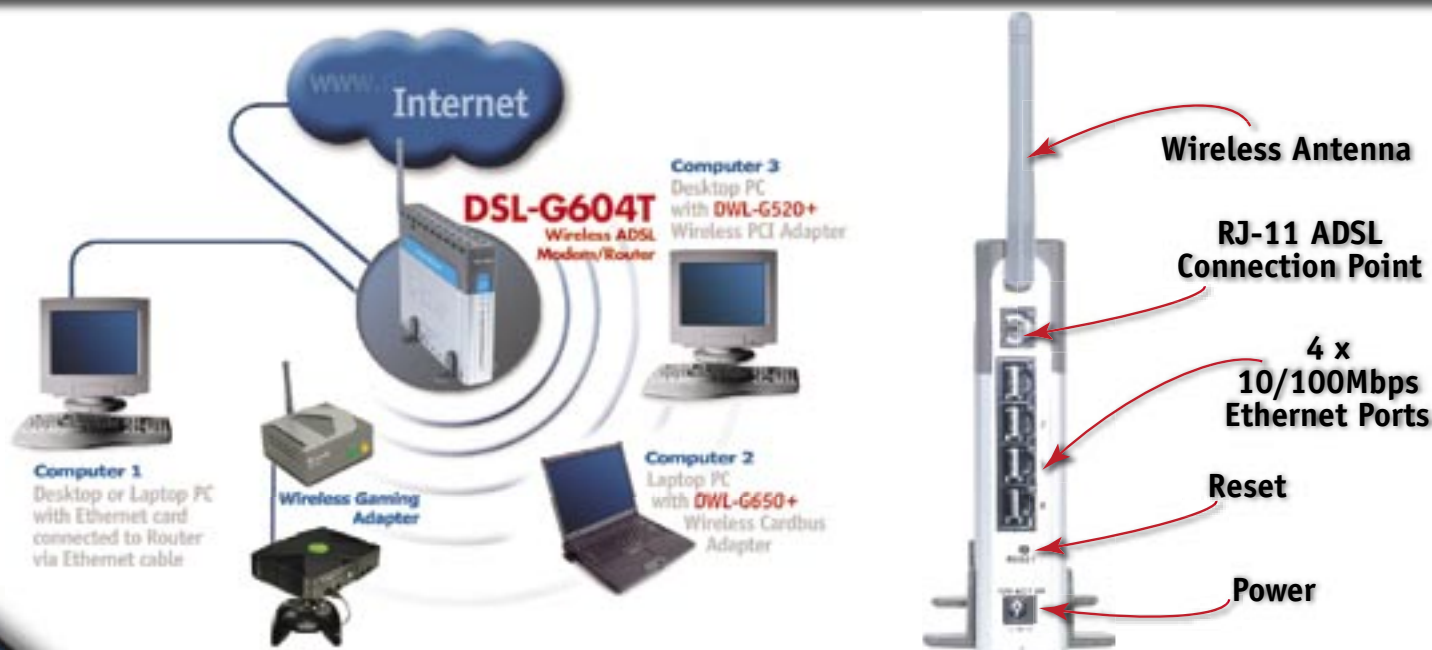 www.
Internet
DSL-G604T
Wireless ADSL
Modem/Router
Computer 3
Desktop PC
with DWL-G520+
Wireless PCI Adapter
Computer 1
Desktop or Laptop PC
with Ethernet card
connected to Router
via Ethernet cable
Wireless Gaming
Adapter
Computer 2
Laptop PC
with DWL-G650+
Wireless Cardbus
Adapter
Wireless Antenna
RJ-11 ADSL
Connection Point
4 x
10/100Mbps
Ethernet Ports
Reset
RESET
Power